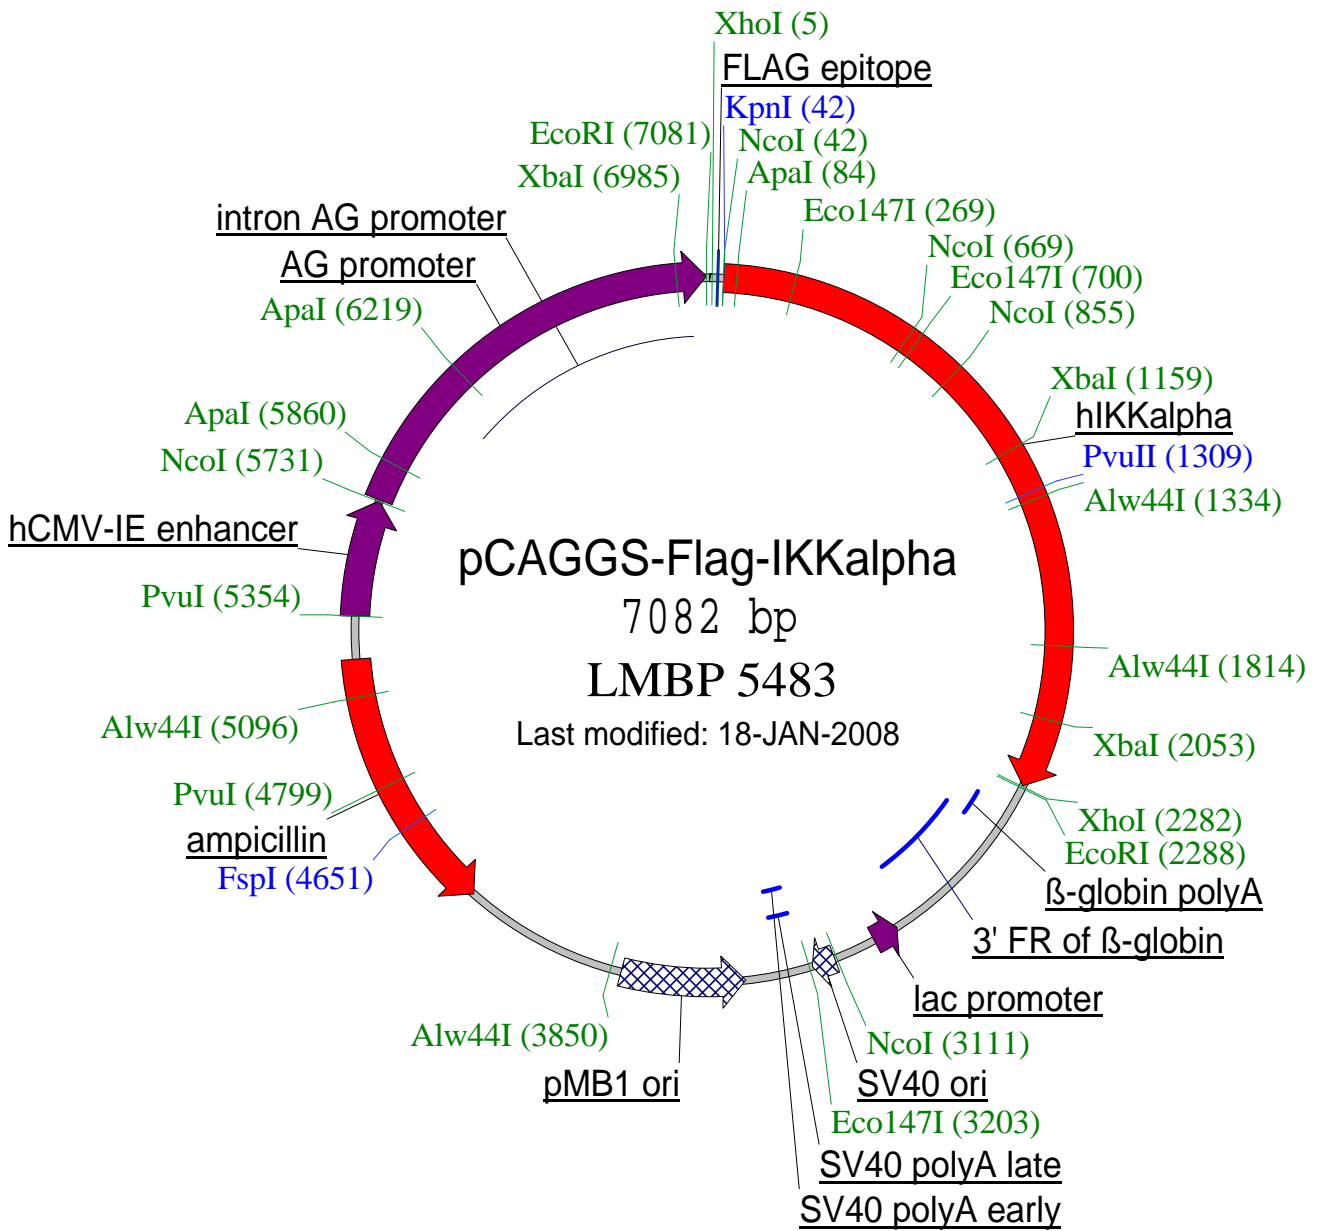 XhoI (5)
FLAG epitope
KpnI (42)
EcoRI (7081)
NcoI (42)
XbaI (6985)
ApaI (84)
intron AG promoter
Eco147I (269)
AG promoter
NcoI (669)
Eco147I (700)
ApaI (6219)
NcoI (855)
XbaI (1159)
hIKKalpha
ApaI (5860)
PvuII (1309)
NcoI (5731)
Alw44I (1334)
hCMV-IE enhancer
pCAGGS-Flag-IKKalpha
PvuI (5354)
7082 bp
LMBP 5483
Alw44I (1814)
Alw44I (5096)
Last modified: 18-JAN-2008
XbaI (2053)
PvuI (4799)
XhoI (2282)
ampicillin
EcoRI (2288)
FspI (4651)
ß-globin polyA
3' FR of ß-globin
lac promoter
Alw44I (3850)
NcoI (3111)
pMB1 ori
SV40 ori
Eco147I (3203)
SV40 polyA late
SV40 polyA early